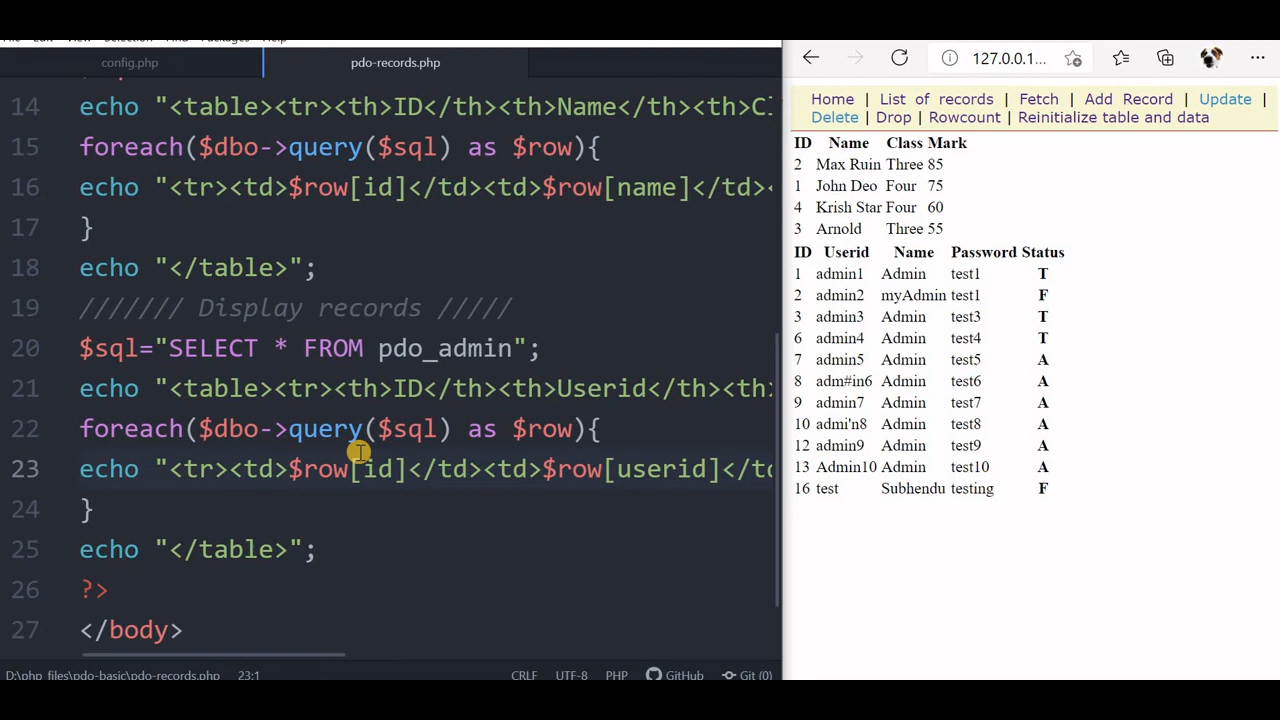 config.php
pdo-records.php
14 echo "<table><tr><th>ID</th><th>Name</th><th>Cl
15 foreach($dbo->query($sql) as $row){
16 echo "<tr><td>$row[id]</td><td>$row[name]</td>
17 }
18 echo "</table>";
19 /////// Display records /////
20 $sql="SELECT * FROM pdo_admin";
21 echo "<table><tr><th>ID</th><th>Userid</th><th>
22 foreach($dbo->query($sql) as $row){
23 echo "<tr><td>$row[id]</td><td>$row[userid]</td
24 }
25 echo "</table>";
26 ?>
27 </body>
D:\php_files\pdo-basic\pdo-records.php 23:1 CRLF UTF-8 PHP GitHub Git (0)
127.0.0.1...
Home | List of records | Fetch | Add Record | Update |
Delete | Drop | Rowcount | Reinitialize table and data
ID Name Class Mark
2 Max Ruin Three 85
1 John Deo Four 75
4 Krish Star Four 60
3 Arnold Three 55
ID Userid Name Password Status
1 admin1 Admin test1 T
2 admin2 myAdmin test1 F
3 admin3 Admin test3 T
6 admin4 Admin test4 T
7 admin5 Admin test5 A
8 adm#in6 Admin test6 A
9 admin7 Admin test7 A
10 admi'n8 Admin test8 A
12 admin9 Admin test9 A
13 Admin10 Admin test10 A
16 test Subhendu testing F